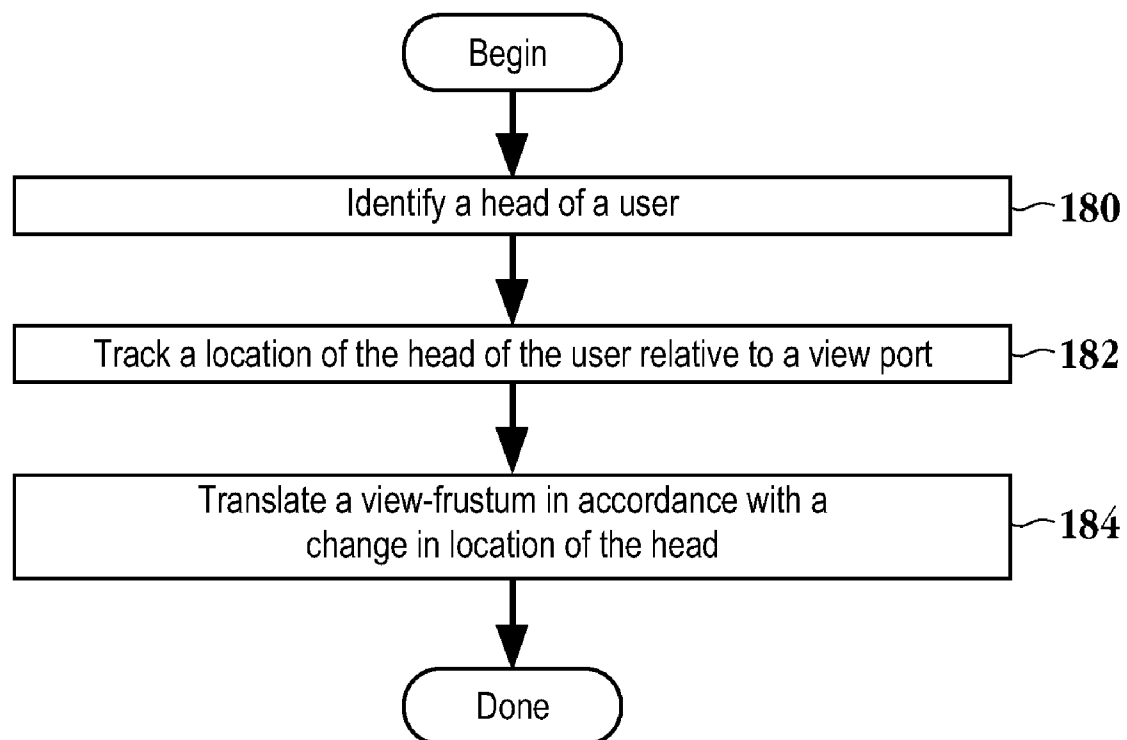 Begin
Identify a head of a user
180
Track a location of the head of the user relative to a view port
182
Translate a view-frustum in accordance with a
change in location of the head
184
Done